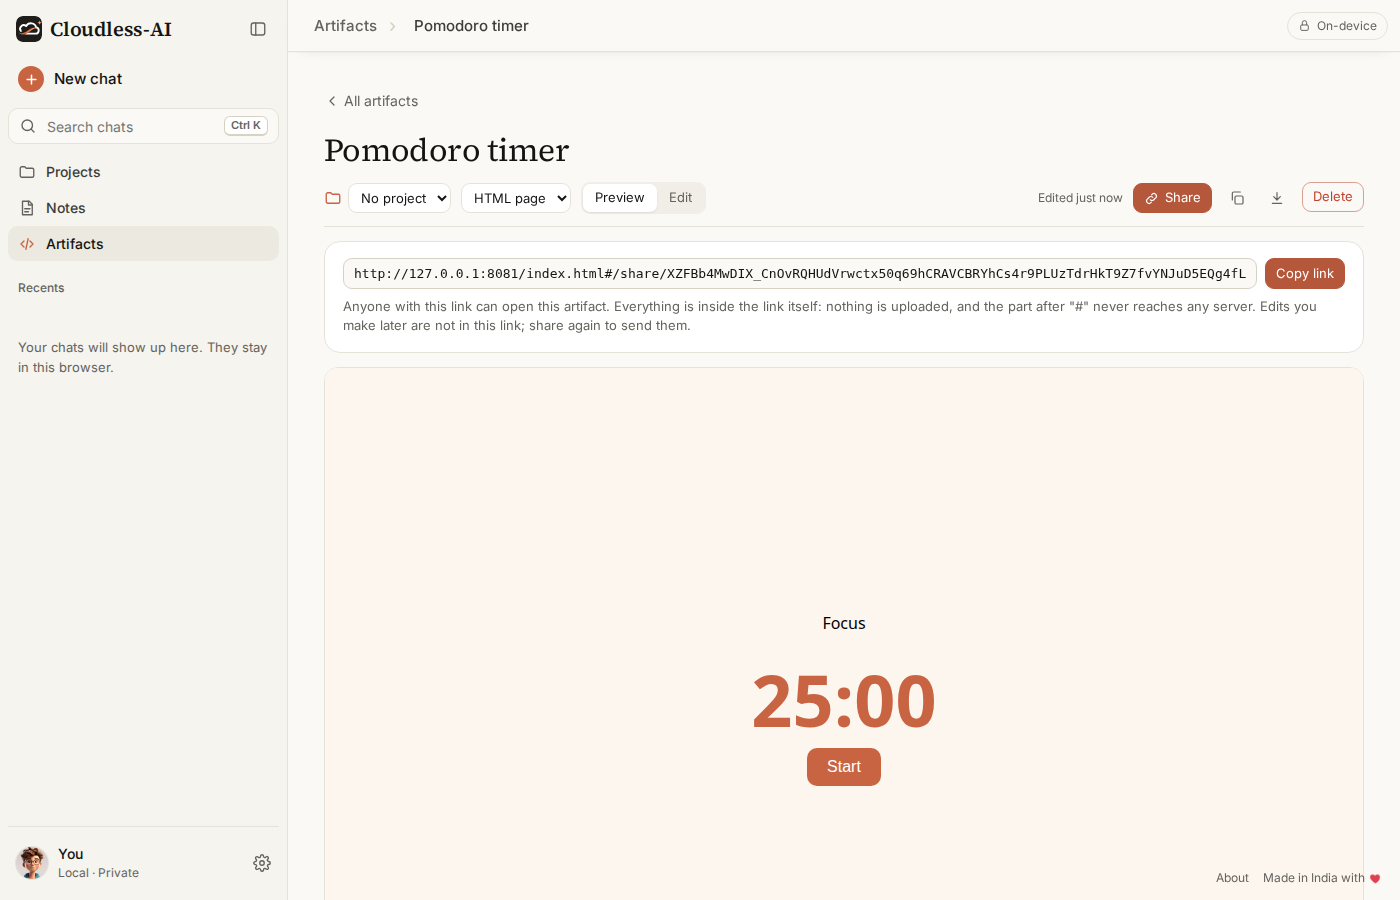 Cloudless-AI
New chat
Search chats
Ctrl K
Projects
Notes
Artifacts
Recents
Your chats will show up here. They stay
in this browser.
You
Local · Private
Artifacts
Pomodoro timer
On-device
All artifacts
Pomodoro timer
No project
HTML page
Preview
Edit
Edited just now
Share
Delete
http://127.0.0.1:8081/index.html#/share/XZFBb4MwDIX_CnOvRQHUdVrwctx50q69hCRAVCBRYhCs4r9PLUzTdrHkT9Z7fvYNJuD5EQg4fL
Copy link
Anyone with this link can open this artifact. Everything is inside the link itself: nothing is uploaded, and the part after "#" never reaches any server. Edits you
make later are not in this link; share again to send them.
Focus
25:00
Start
About
Made in India with